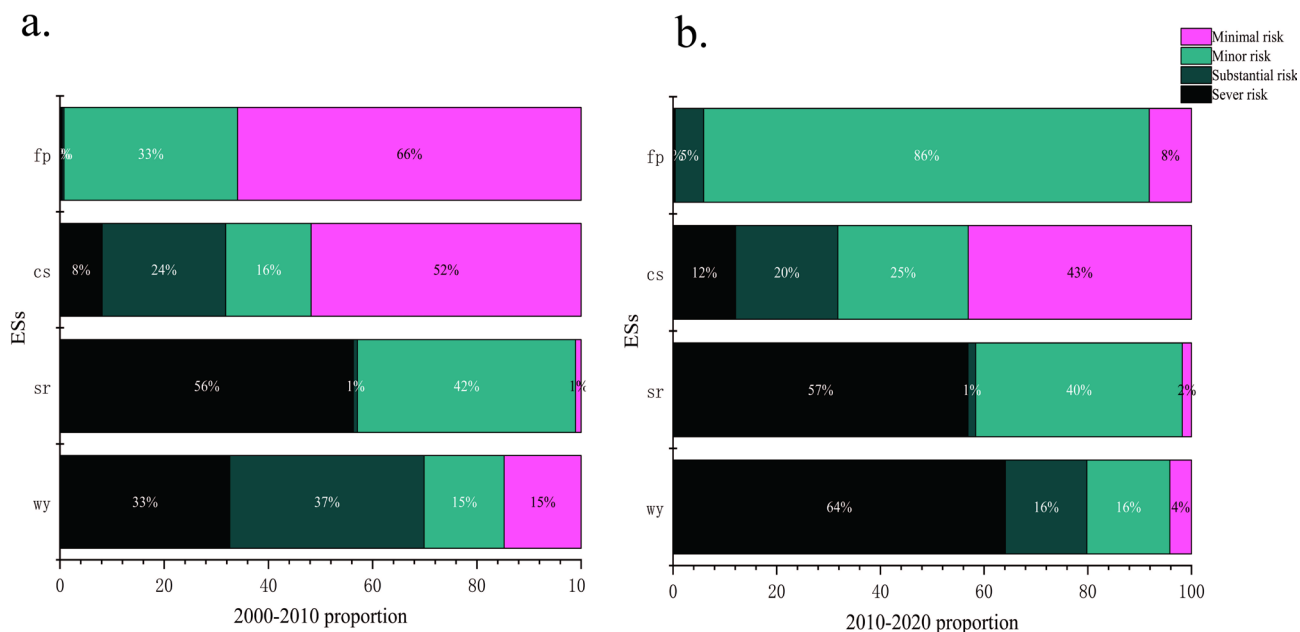 a.
fp
33%
66%
cs
8%
24%
16%
52%
ESs
sr
56%
1%
42%
1%
wy
33%
37%
15%
15%
0
20
40
60
80
10
2000-2010 proportion
b.
Minimal risk
Minor risk
Substantial risk
Sever risk
fp
5%
86%
8%
cs
12%
20%
25%
43%
ESs
sr
57%
1%
40%
2%
wy
64%
16%
16%
4%
0
20
40
60
80
100
2010-2020 proportion